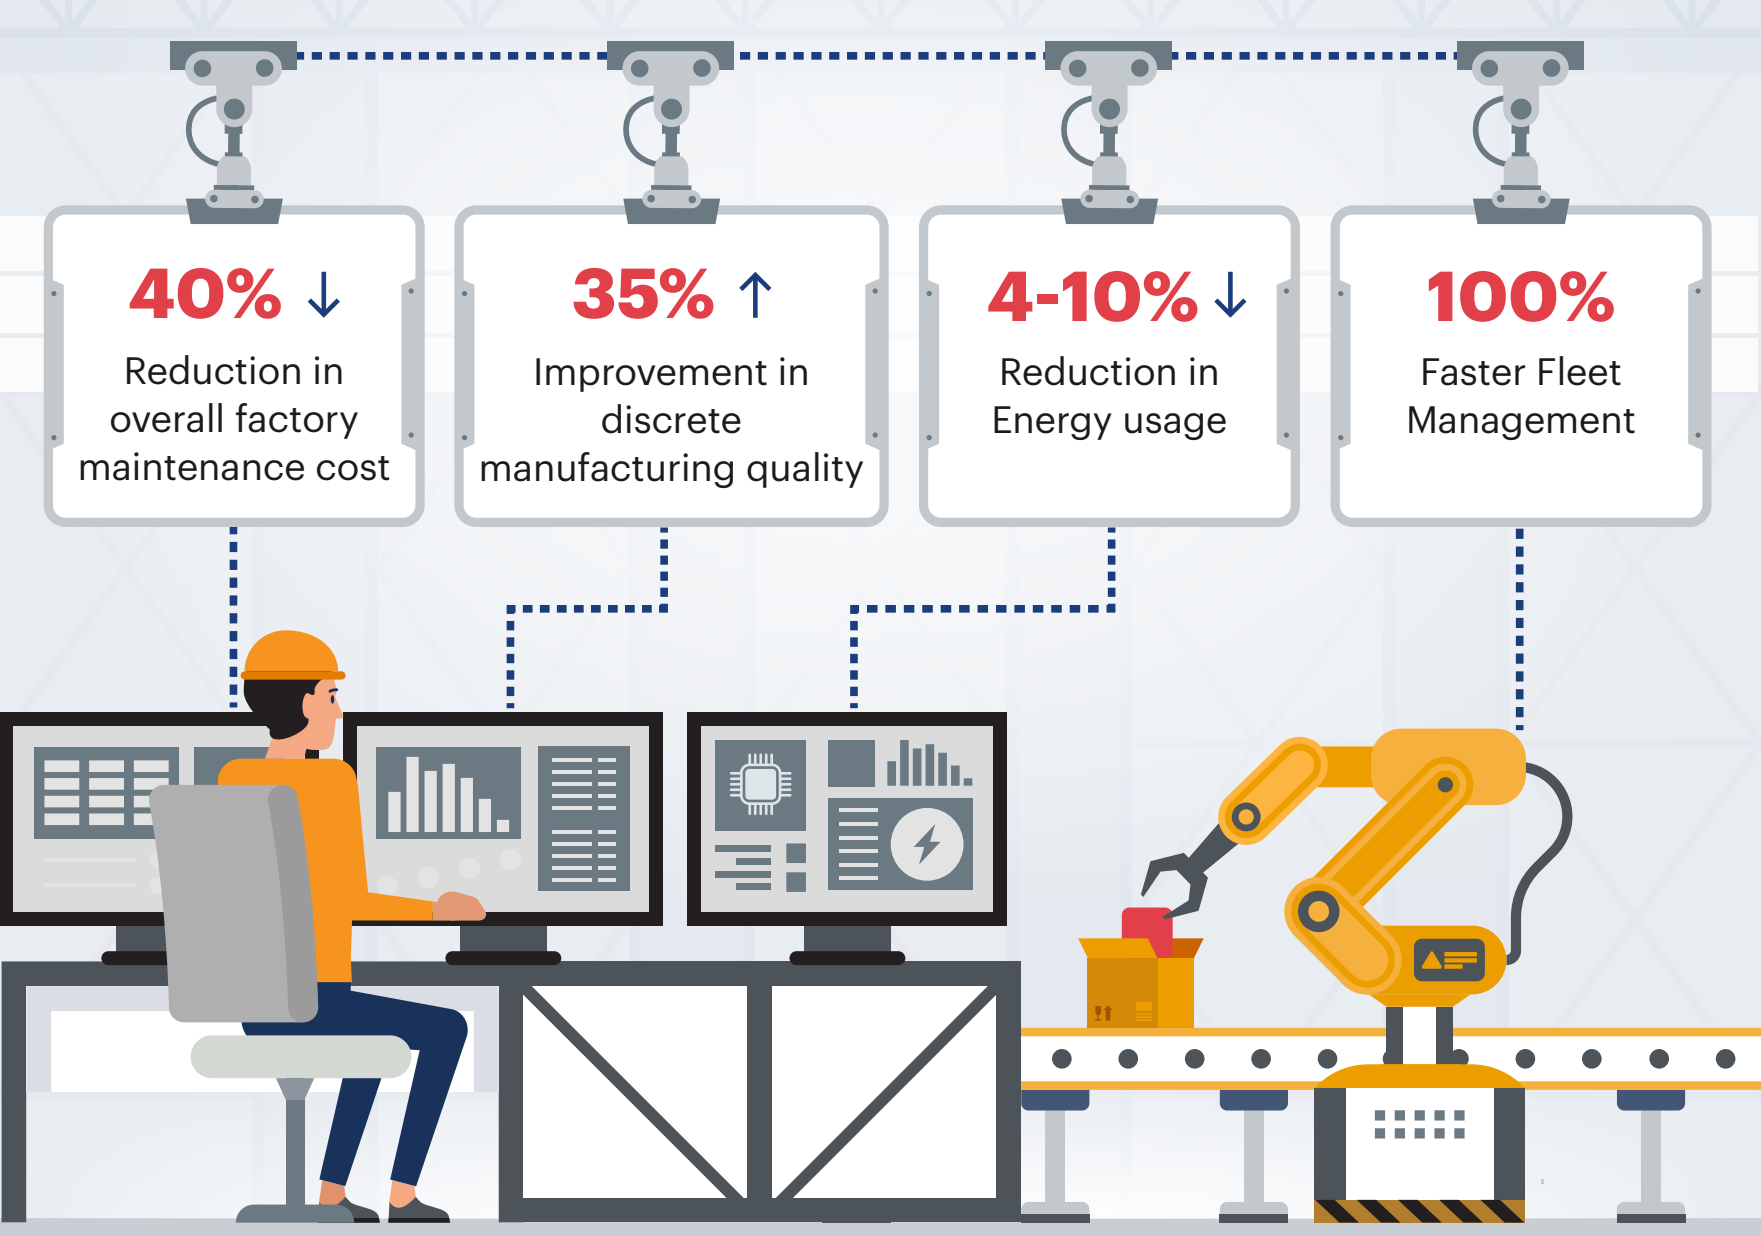 40% ↓
Reduction in
overall factory
maintenance cost
35% ↑
Improvement in
discrete
manufacturing quality
4-10% ↓
Reduction in
Energy usage
100%
Faster Fleet
Management